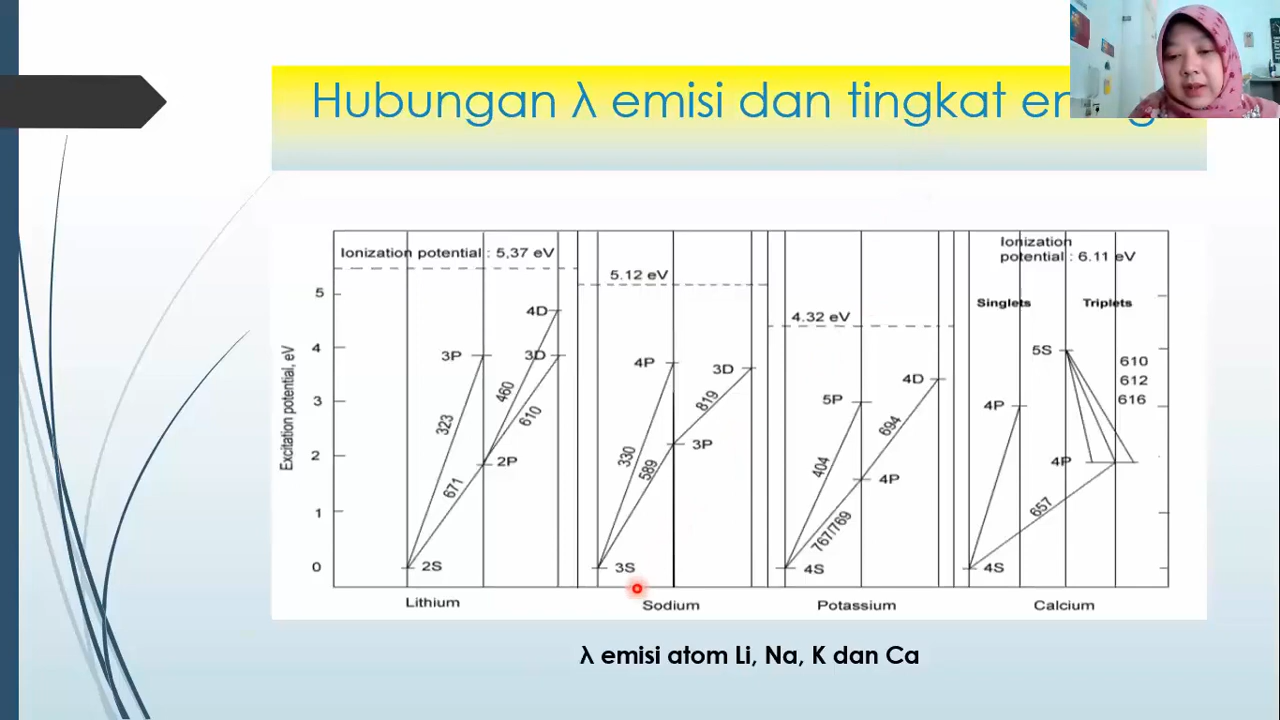 Hubungan λ emisi dan tingkat
Ionization potential : 5,37 eV
5.12 eV
4.32 eV
Ionization
potential : 6.11 eV
Singlets
Triplets
Excitation potential, eV
5
4
3
2
1
0
4D
3P
3D
460
610
323
2P
671
2S
Lithium
4P
3D
819
330
589
3P
3S
Sodium
4D
5P
694
404
4P
767/769
4S
Potassium
5S
610
612
616
4P
4P
657
4S
Calcium
λ emisi atom Li, Na, K dan Ca